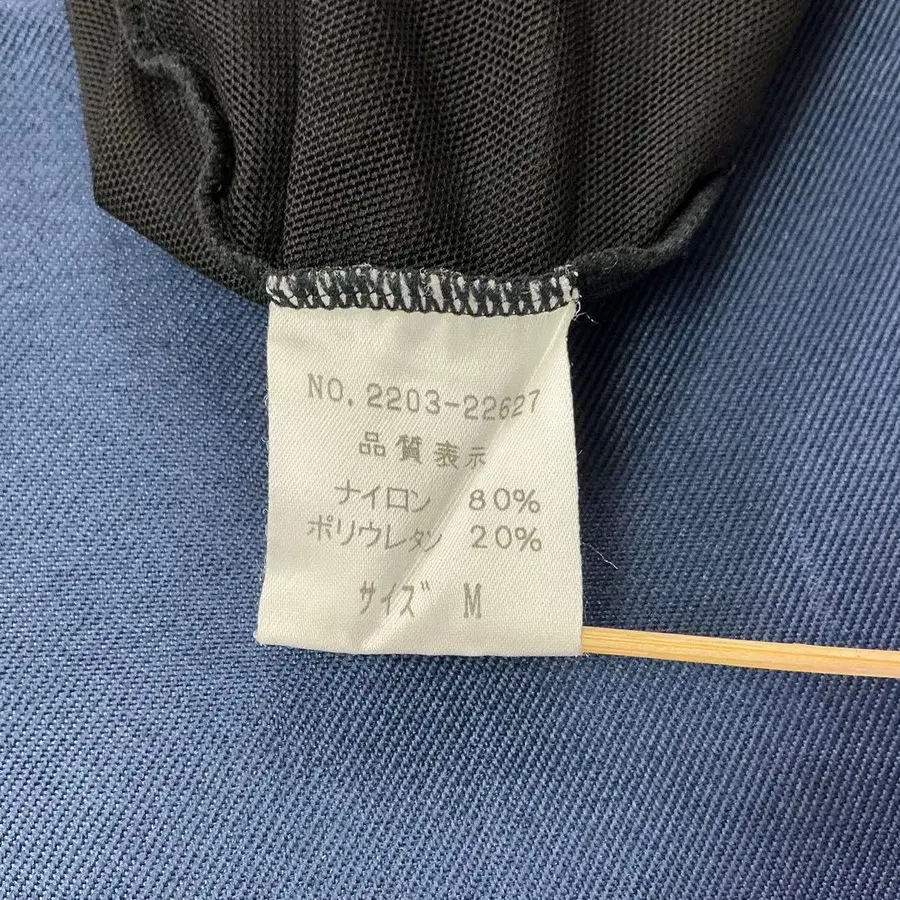 NO. 2203-22627
品質表示
ナイロン 80%
ポリウレタン 20%
サイズ M